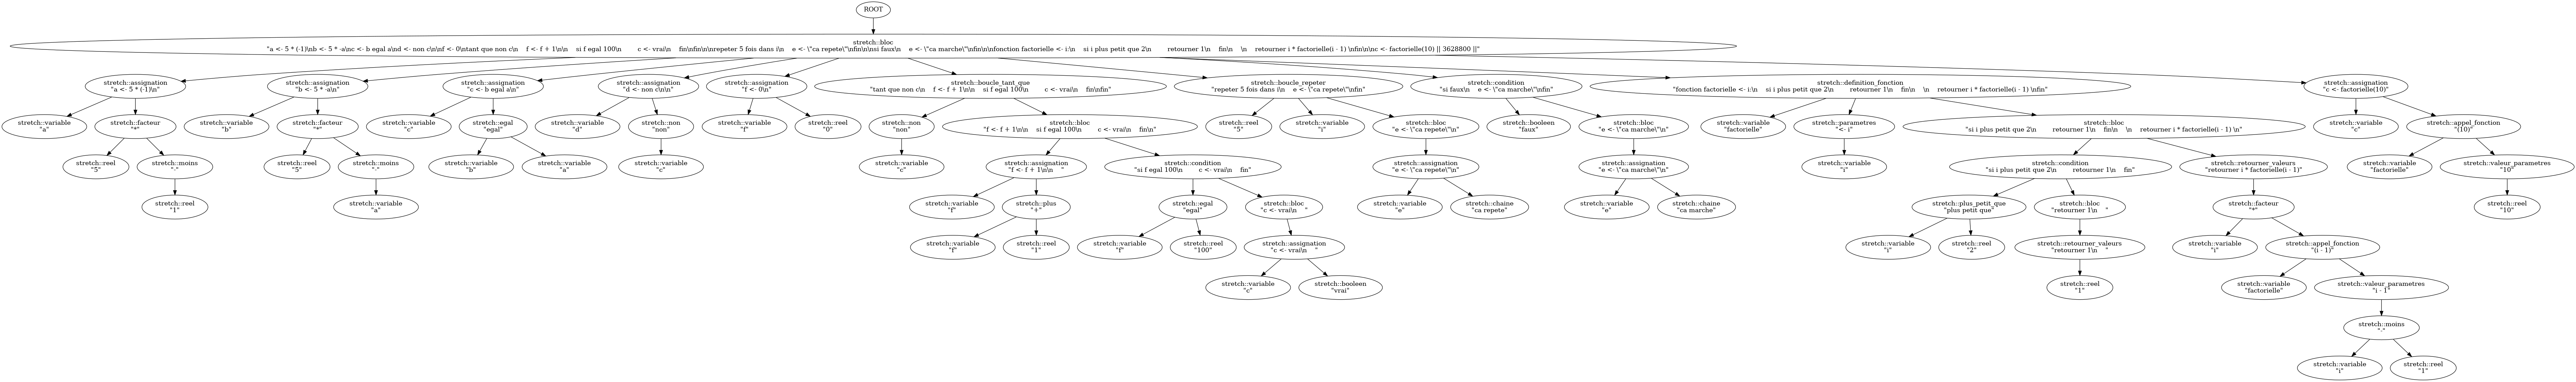 ROOT
stretch::bloc
"a <- 5 * (-1)\nb <- 5 * -a\nc <- b egal a\nd <- non c\n\nf <- 0\ntant que non c\n    f <- f + 1\n\n    si f egal 100\n        c <- vrai\n    fin\nfin\n\nrepeter 5 fois dans i\n    e <- \"ca repete\"\nfin\n\nsi faux\n    e <- \"ca marche\"\nfin\n\nfonction factorielle <- i:\n    si i plus petit que 2\n        retourner 1\n    fin\n    \n    retourner i * factorielle(i - 1) \nfin\n\nc <- factorielle(10) || 3628800 ||"
stretch::assignation
"a <- 5 * (-1)\n"
stretch::assignation
"b <- 5 * -a\n"
stretch::assignation
"c <- b egal a\n"
stretch::assignation
"d <- non c\n\n"
stretch::assignation
"f <- 0\n"
stretch::boucle_tant_que
"tant que non c\n    f <- f + 1\n\n    si f egal 100\n        c <- vrai\n    fin\nfin"
stretch::boucle_repeter
"repeter 5 fois dans i\n    e <- \"ca repete\"\nfin"
stretch::condition
"si faux\n    e <- \"ca marche\"\nfin"
stretch::definition_fonction
"fonction factorielle <- i:\n    si i plus petit que 2\n        retourner 1\n    fin\n    \n    retourner i * factorielle(i - 1) \nfin"
stretch::assignation
"c <- factorielle(10)"
stretch::variable
"a"
stretch::facteur
"*"
stretch::variable
"b"
stretch::facteur
"*"
stretch::variable
"c"
stretch::egal
"egal"
stretch::variable
"d"
stretch::non
"non"
stretch::variable
"f"
stretch::reel
"0"
stretch::non
"non"
stretch::bloc
"f <- f + 1\n\n    si f egal 100\n        c <- vrai\n    fin\n"
stretch::reel
"5"
stretch::variable
"i"
stretch::bloc
"e <- \"ca repete\"\n"
stretch::booleen
"faux"
stretch::bloc
"e <- \"ca marche\"\n"
stretch::variable
"factorielle"
stretch::parametres
"<- i"
stretch::bloc
"si i plus petit que 2\n        retourner 1\n    fin\n    \n    retourner i * factorielle(i - 1) \n"
stretch::variable
"c"
stretch::appel_fonction
"(10)"
stretch::reel
"5"
stretch::moins
"-"
stretch::reel
"5"
stretch::moins
"-"
stretch::variable
"b"
stretch::variable
"a"
stretch::variable
"c"
stretch::variable
"c"
stretch::assignation
"f <- f + 1\n\n    "
stretch::condition
"si f egal 100\n        c <- vrai\n    fin"
stretch::assignation
"e <- \"ca repete\"\n"
stretch::assignation
"e <- \"ca marche\"\n"
stretch::variable
"i"
stretch::condition
"si i plus petit que 2\n        retourner 1\n    fin"
stretch::retourner_valeurs
"retourner i * factorielle(i - 1)"
stretch::variable
"factorielle"
stretch::valeur_parametres
"10"
stretch::reel
"1"
stretch::variable
"a"
stretch::variable
"f"
stretch::plus
"+"
stretch::egal
"egal"
stretch::bloc
"c <- vrai\n    "
stretch::variable
"e"
stretch::chaine
"ca repete"
stretch::variable
"e"
stretch::chaine
"ca marche"
stretch::plus_petit_que
"plus petit que"
stretch::bloc
"retourner 1\n    "
stretch::facteur
"*"
stretch::reel
"10"
stretch::variable
"f"
stretch::reel
"1"
stretch::variable
"f"
stretch::reel
"100"
stretch::assignation
"c <- vrai\n    "
stretch::variable
"i"
stretch::reel
"2"
stretch::retourner_valeurs
"retourner 1\n    "
stretch::variable
"i"
stretch::appel_fonction
"(i - 1)"
stretch::variable
"c"
stretch::booleen
"vrai"
stretch::reel
"1"
stretch::variable
"factorielle"
stretch::valeur_parametres
"i - 1"
stretch::moins
"-"
stretch::variable
"i"
stretch::reel
"1"